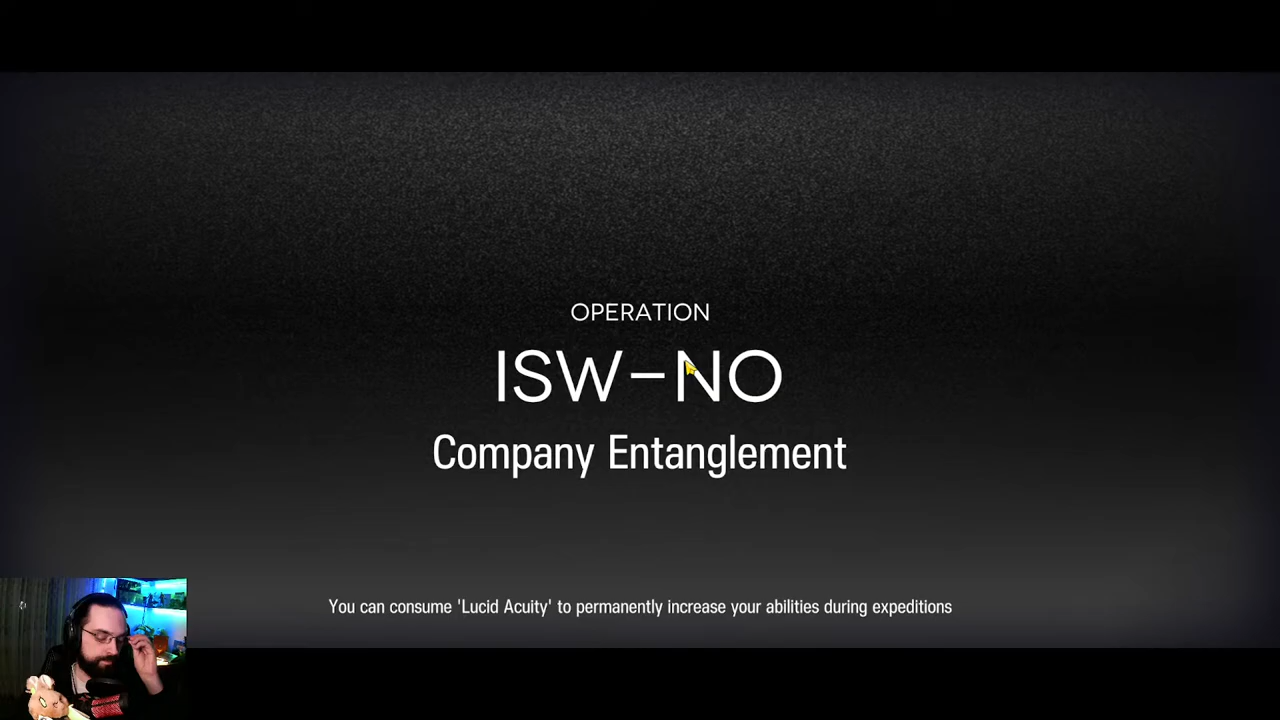 OPERATION
ISW-NO
Company Entanglement
You can consume 'Lucid Acuity' to permanently increase your abilities during expeditions